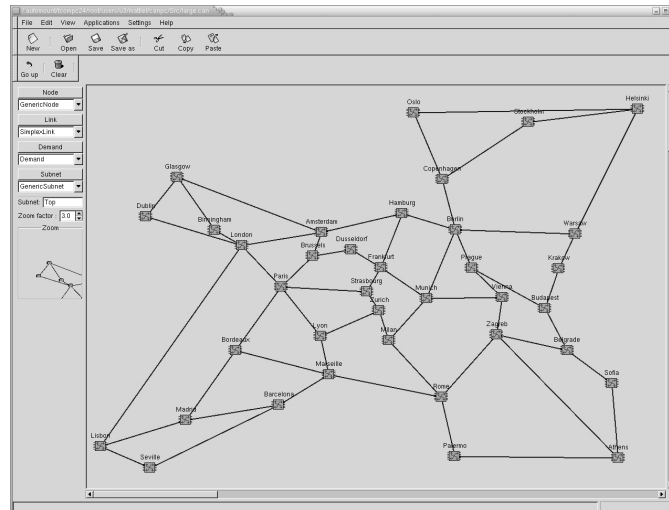 File Edit View Applications Settings Help
New Open Save Save as Cut Copy Paste
Go up Clear
Node
GenericNode
Link
SimplexLink
Demand
Demand
Subnet
GenericSubnet
Subnet: Top
Zoom factor : 3.0
Zoom
Oslo
Stockholm
Helsinki
Glasgow
Copenhagen
Dublin
Birmingham
London
Amsterdam
Hamburg
Berlin
Warsaw
Brussels
Dusseldorf
Frankfurt
Prague
Krakow
Paris
Strasbourg
Munich
Vienna
Zurich
Budapest
Lyon
Milan
Zagreb
Bordeaux
Belgrade
Marseille
Rome
Sofia
Barcelona
Madrid
Lisbon
Seville
Palermo
Athens